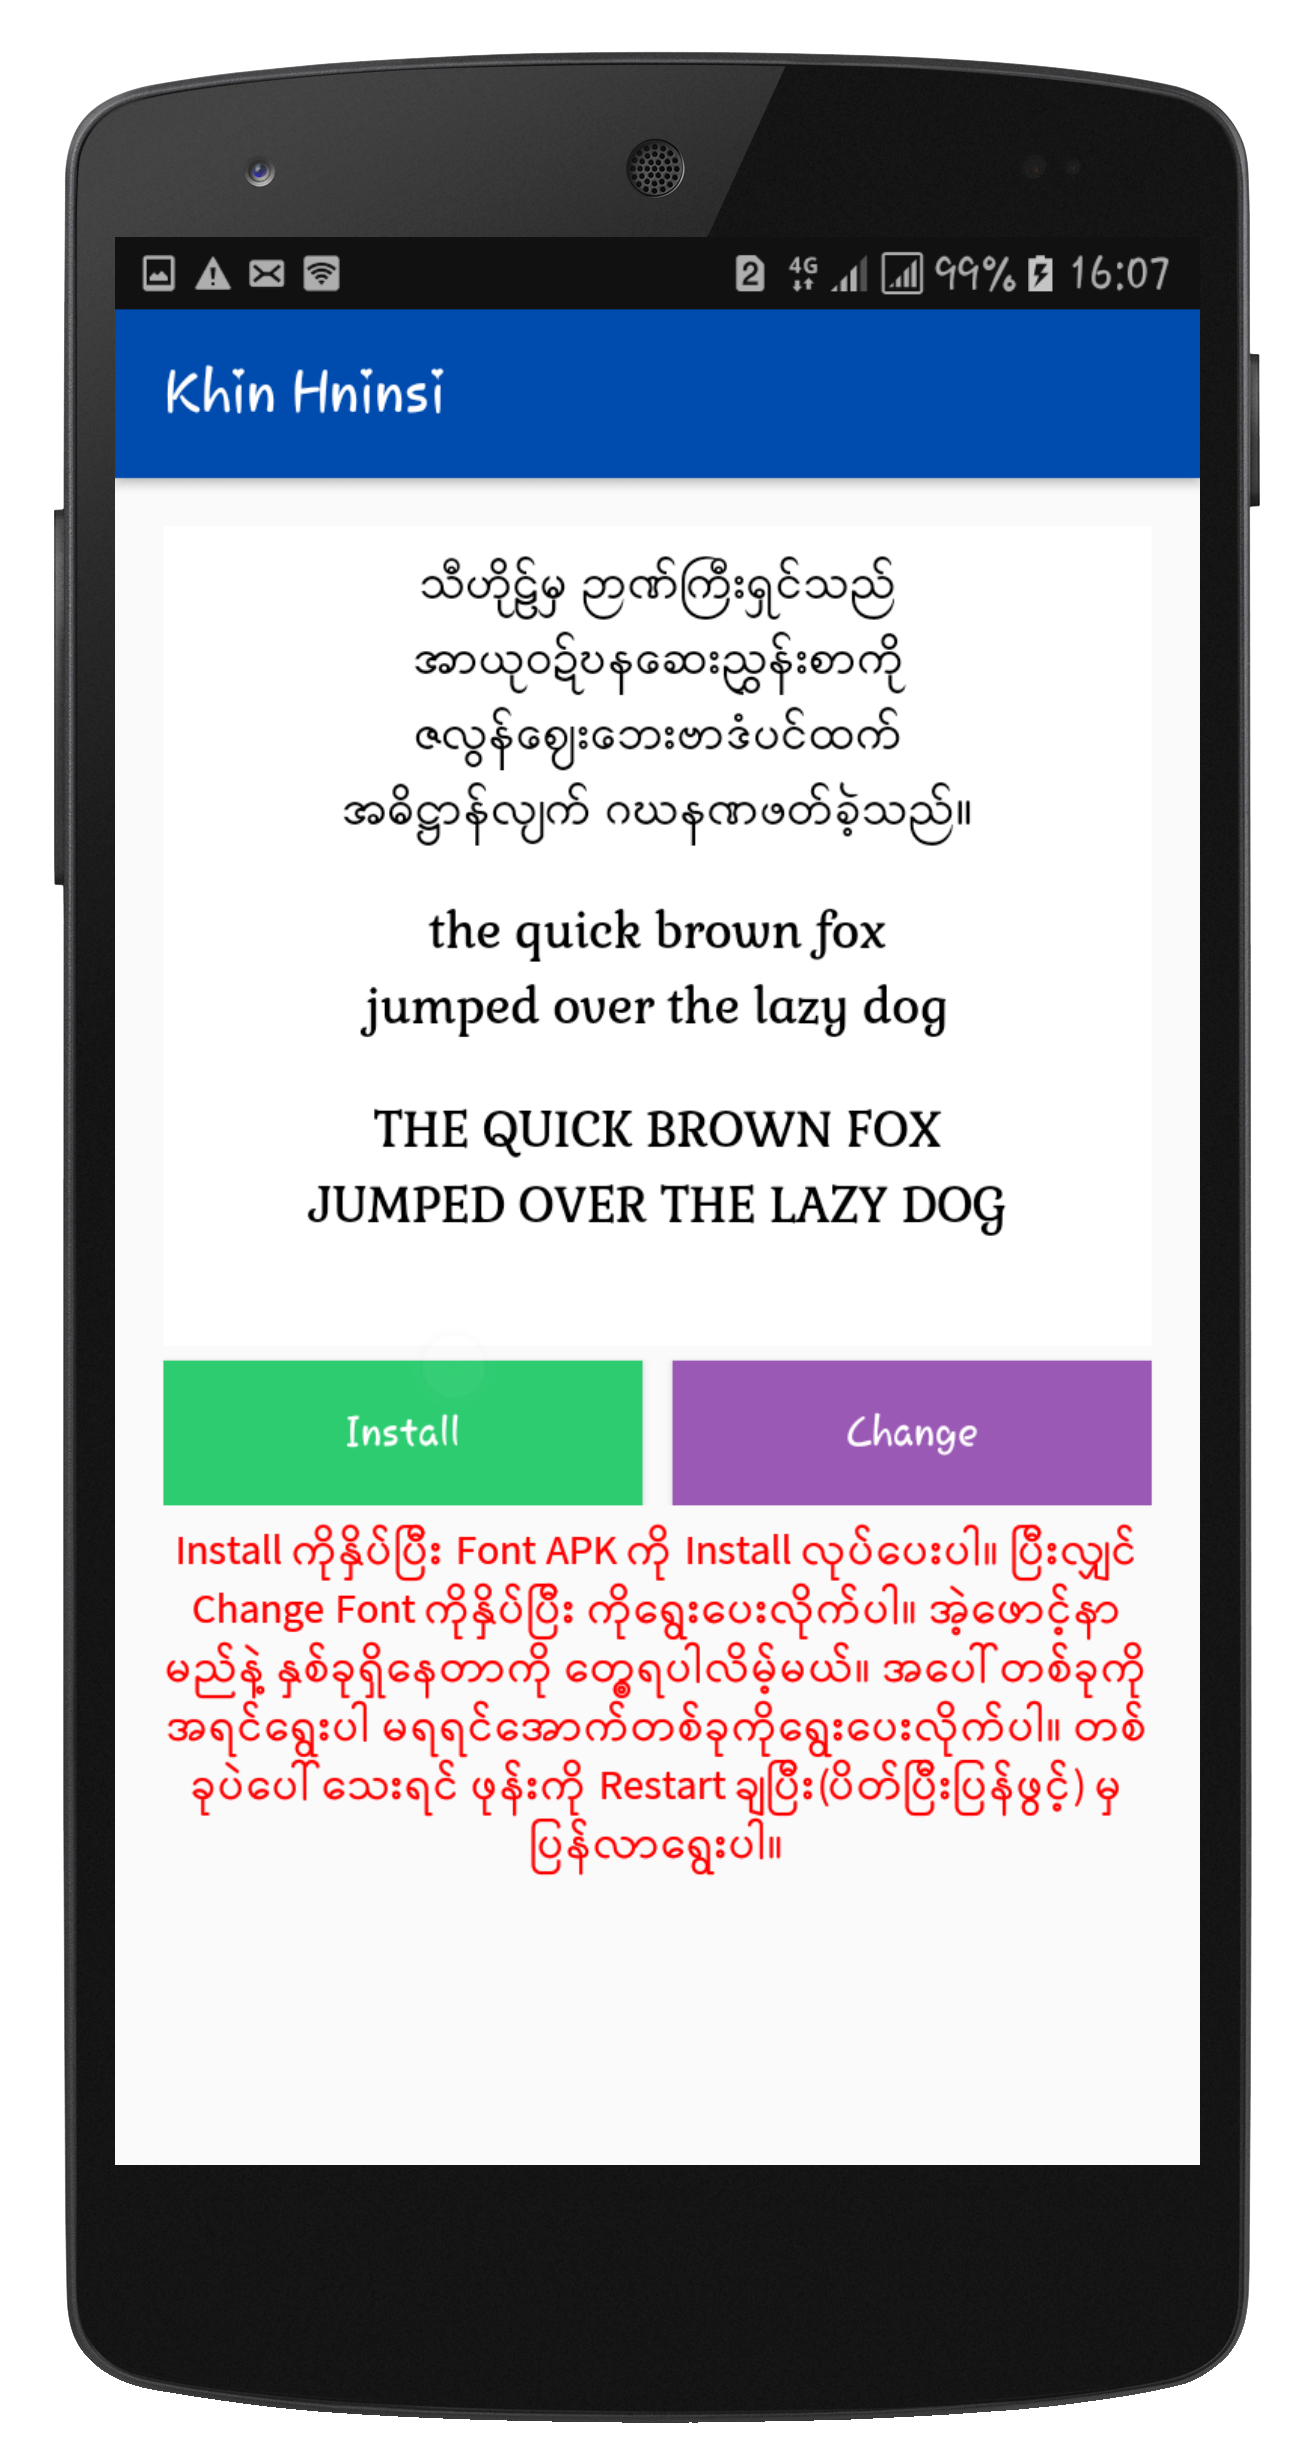 2 4G 99% 16:07
Khin Hninsi
သီဟိုဠ်မှ ဉာဏ်ကြီးရှင်သည်
အာယုဝဍ်ဎနဆေးညွှန်းစာကို
ဇလွန်ဈေးဘေးဗာဒံပင်ထက်
အဓိဋ္ဌာန်လျက် ဂဃနဏဖတ်ခဲ့သည်။
the quick brown fox
jumped over the lazy dog
THE QUICK BROWN FOX
JUMPED OVER THE LAZY DOG
Install Change
Install ကိုနှိပ်ပြီး Font APK ကို Install လုပ်ပေးပါ။ ပြီးလျှင်
Change Font ကိုနှိပ်ပြီး ကိုရွေးပေးလိုက်ပါ။ အဲ့ဖောင့်နာ
မည်နဲ့ နှစ်ခုရှိနေတာကို တွေ့ရပါလိမ့်မယ်။ အပေါ်တစ်ခုကို
အရင်ရွေးပါ မရရင်အောက်တစ်ခုကိုရွေးပေးလိုက်ပါ။ တစ်
ခုပဲပေါ်သေးရင် ဖုန်းကို Restart ချပြီး(ပိတ်ပြီးပြန်ဖွင့်) မှ
ပြန်လာရွေးပါ။